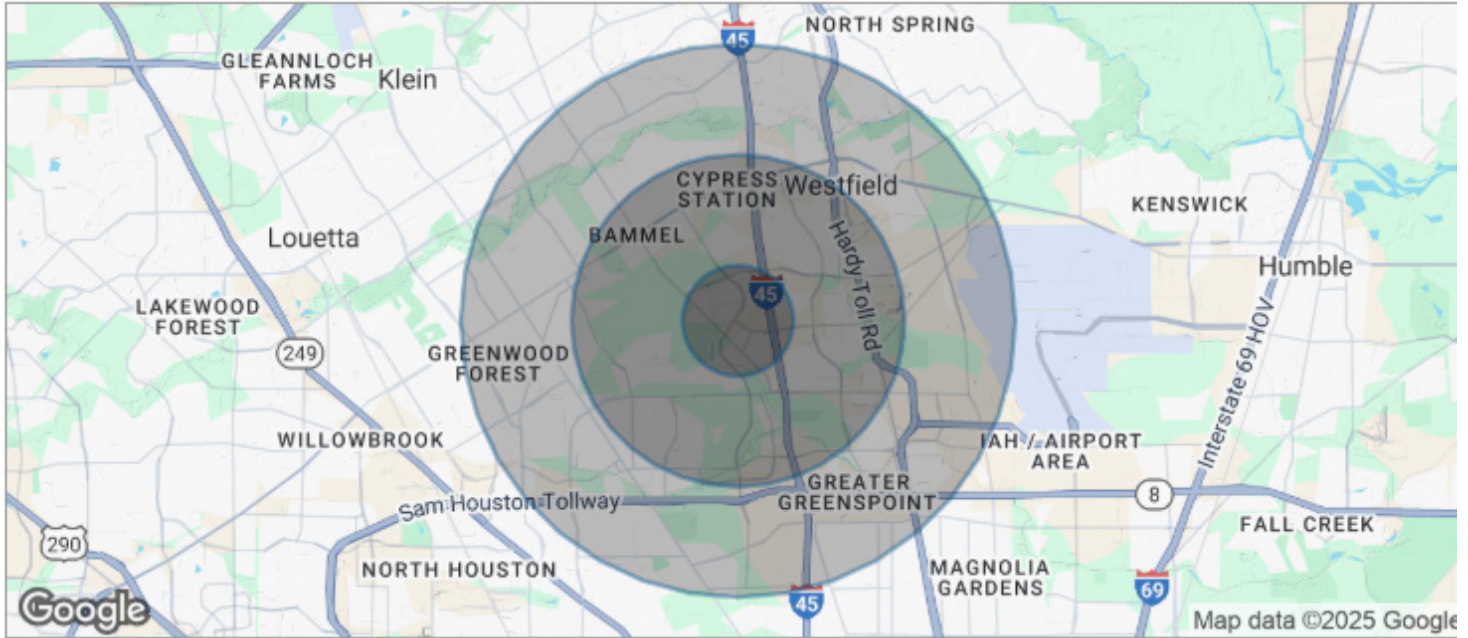 NORTH SPRING
45
GLEANNLOCH
FARMS
Klein
CYPRESS
STATION
Westfield
KENSWICK
BAMMEL
Louetta
Hardy Toll Rd
Humble
45
LAKEWOOD
FOREST
249
GREENWOOD
FOREST
Interstate 69 HOV
WILLOWBROOK
IAH / AIRPORT
AREA
GREATER
GREENSPOINT
Sam Houston Tollway
8
FALL CREEK
290
NORTH HOUSTON
MAGNOLIA
GARDENS
69
45
Google
Map data ©2025 Google